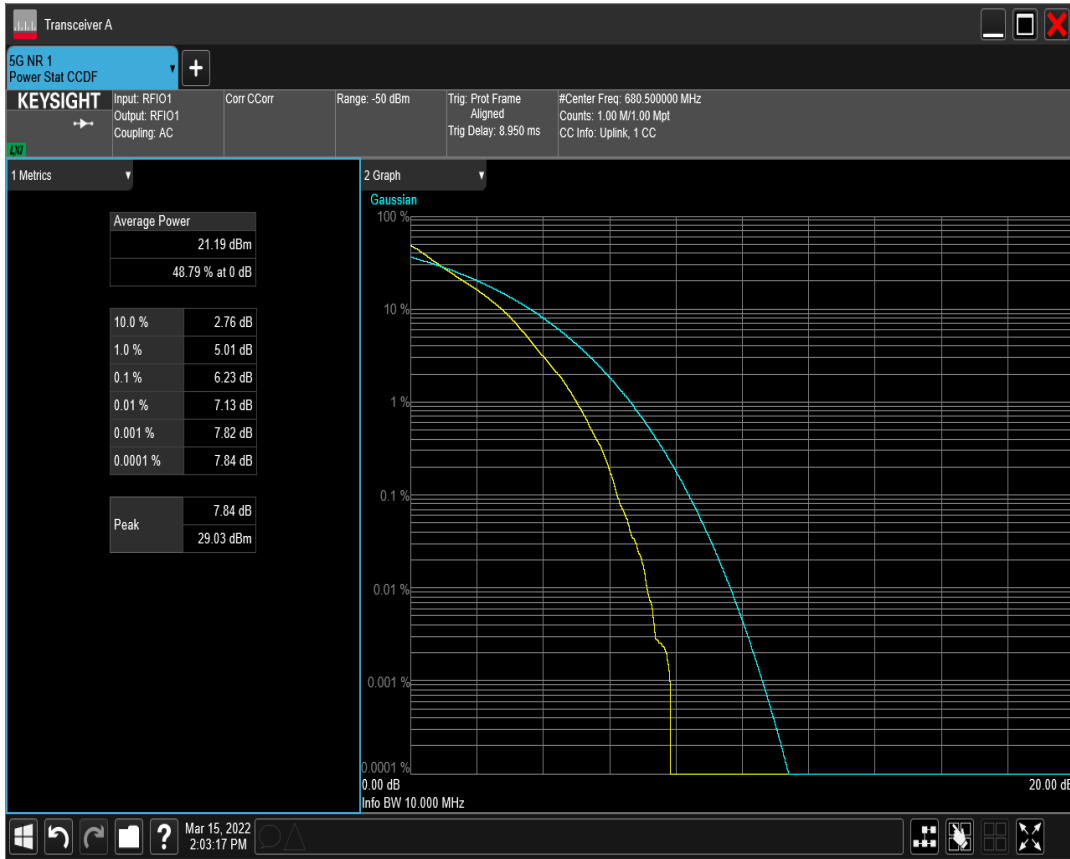 Transceiver A
5G NR 1
Power Stat CCDF
+
KEYSIGHT
LXI
Input: RFIO1
Output: RFIO1
Coupling: AC
Corr CCorr
Range: -50 dBm
Trig: Prot Frame
Aligned
Trig Delay: 8.950 ms
#Center Freq: 680.500000 MHz
Counts: 1.00 M/1.00 Mpt
CC Info: Uplink, 1 CC
1 Metrics
Average Power
21.19 dBm
48.79 % at 0 dB
10.0 % 2.76 dB
1.0 % 5.01 dB
0.1 % 6.23 dB
0.01 % 7.13 dB
0.001 % 7.82 dB
0.0001 % 7.84 dB
Peak
7.84 dB
29.03 dBm
2 Graph
Gaussian
100 %
10 %
1 %
0.1 %
0.01 %
0.001 %
0.0001 %
0.00 dB 20.00 dB
Info BW 10.000 MHz
?
Mar 15, 2022
2:03:17 PM